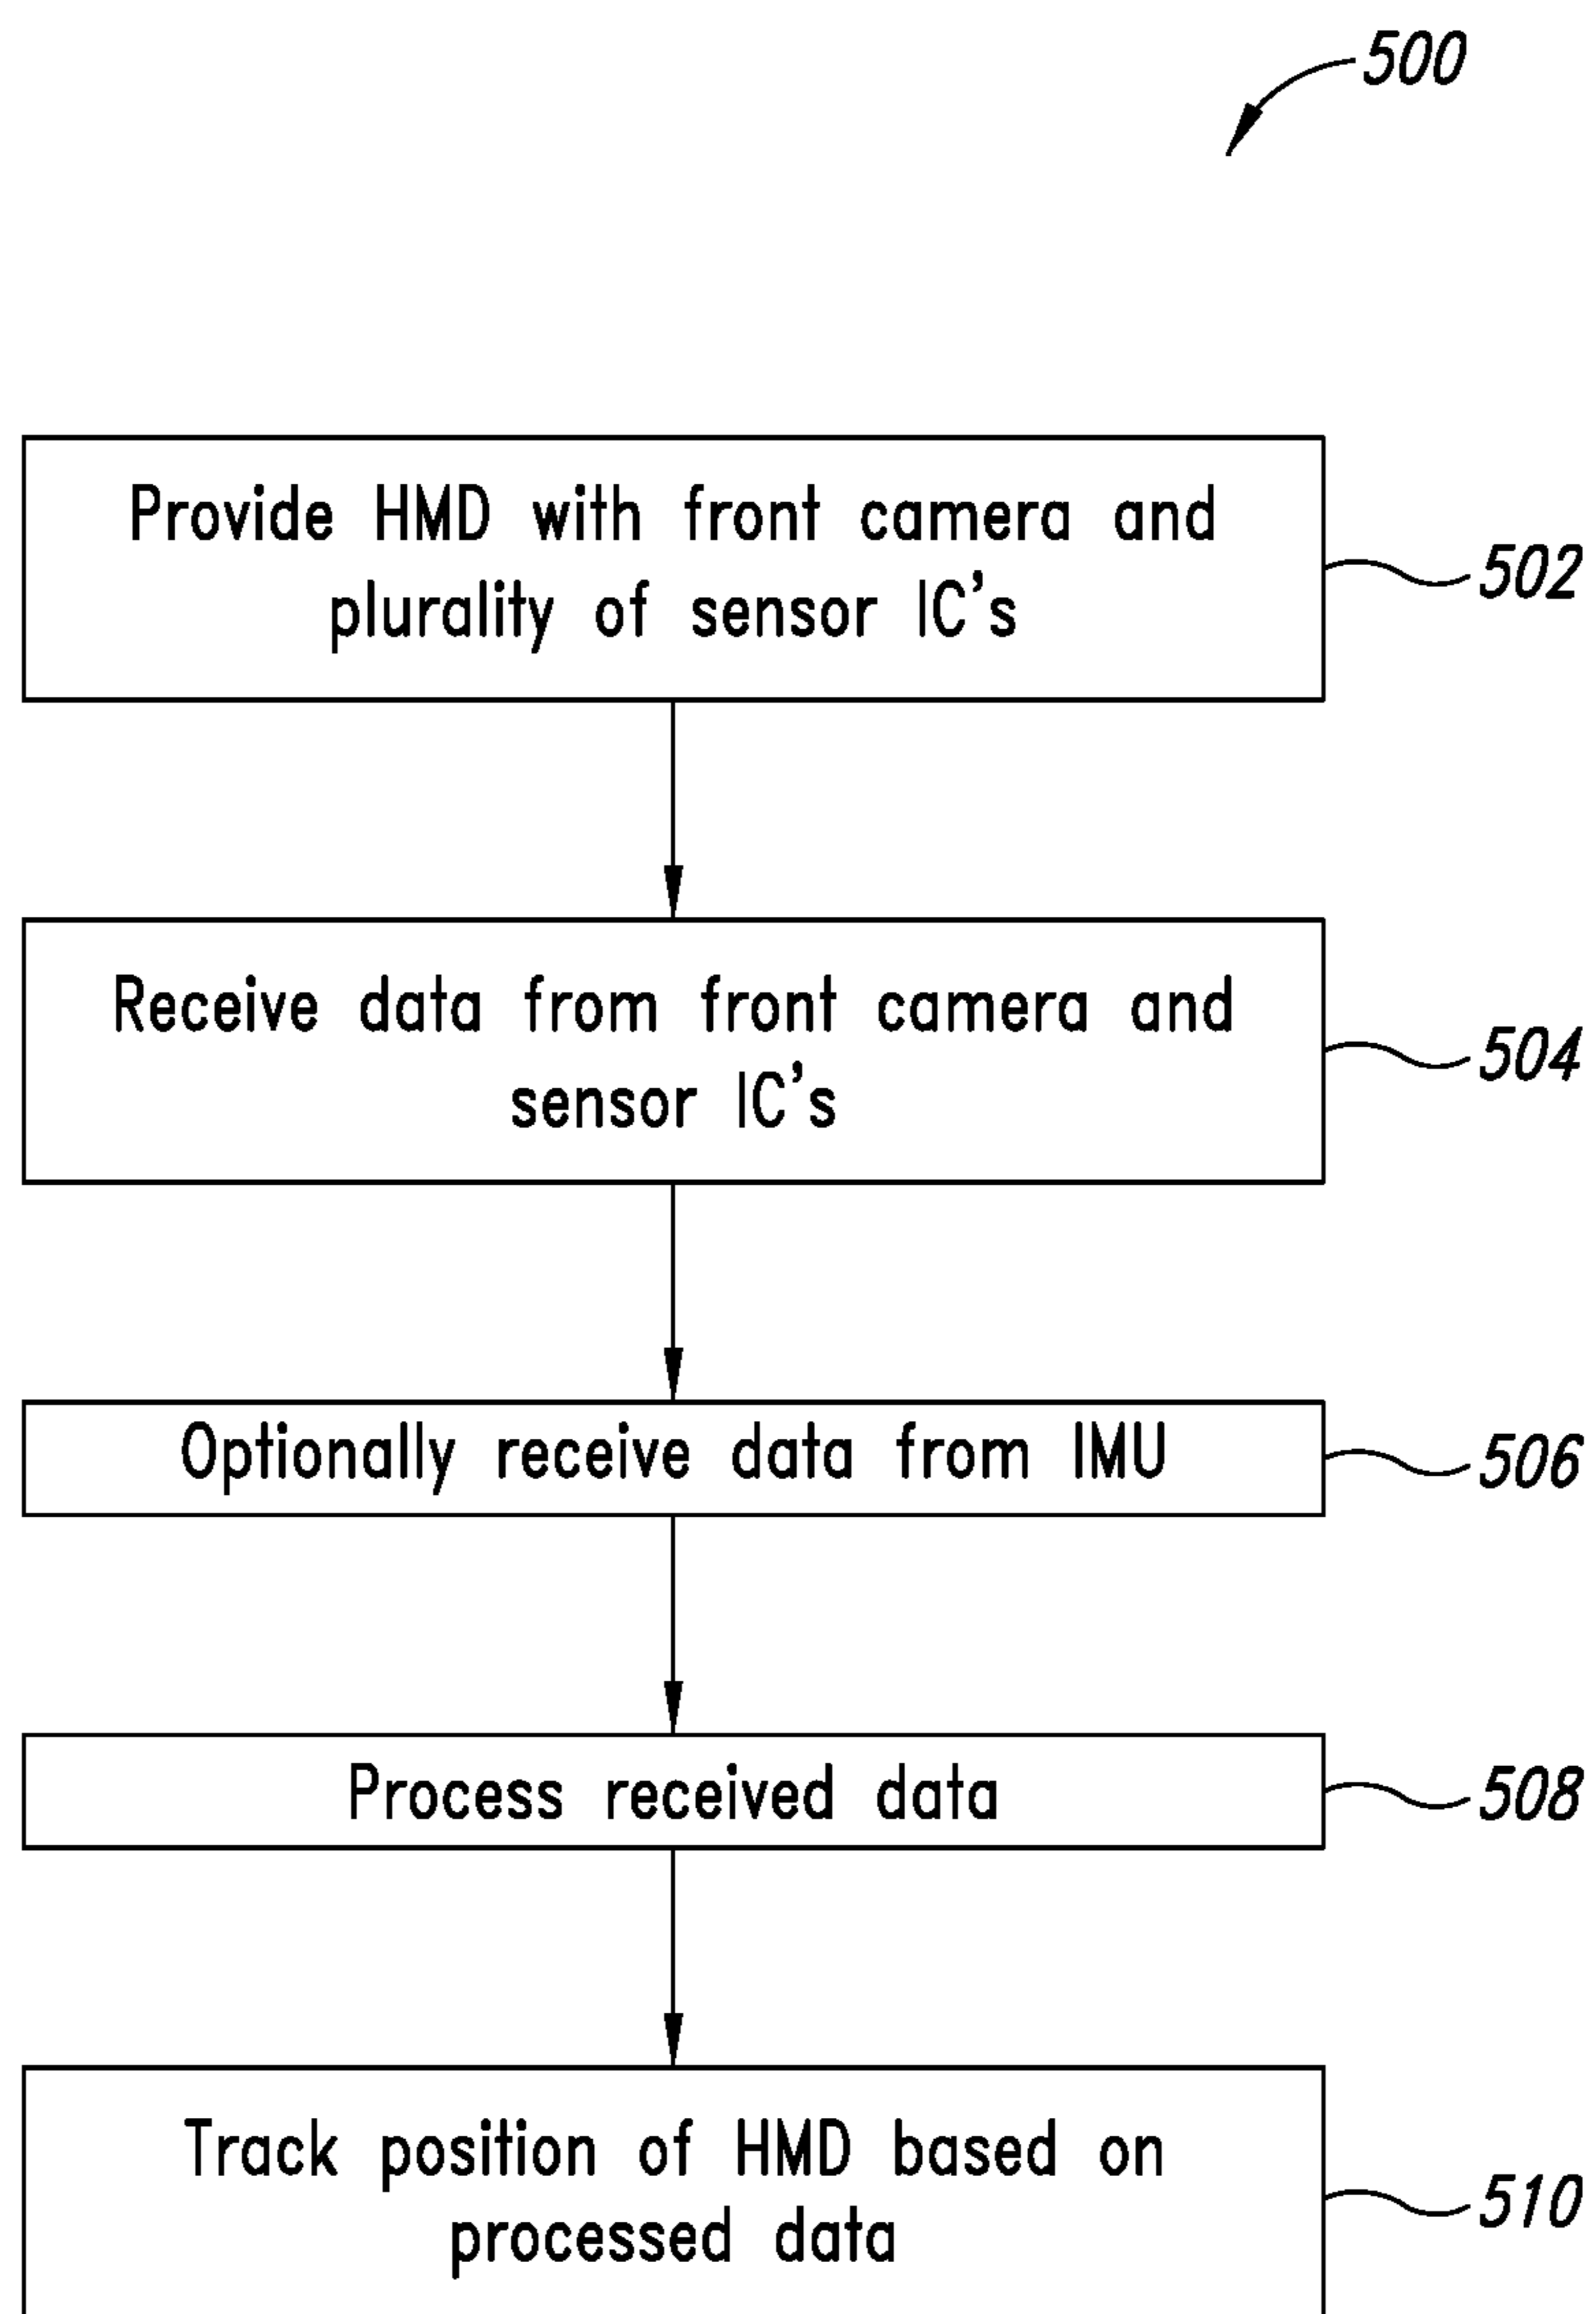 500
Provide HMD with front camera and
plurality of sensor IC's
502
Receive data from front camera and
sensor IC's
504
Optionally receive data from IMU
506
Process received data
508
Track position of HMD based on
processed data
510